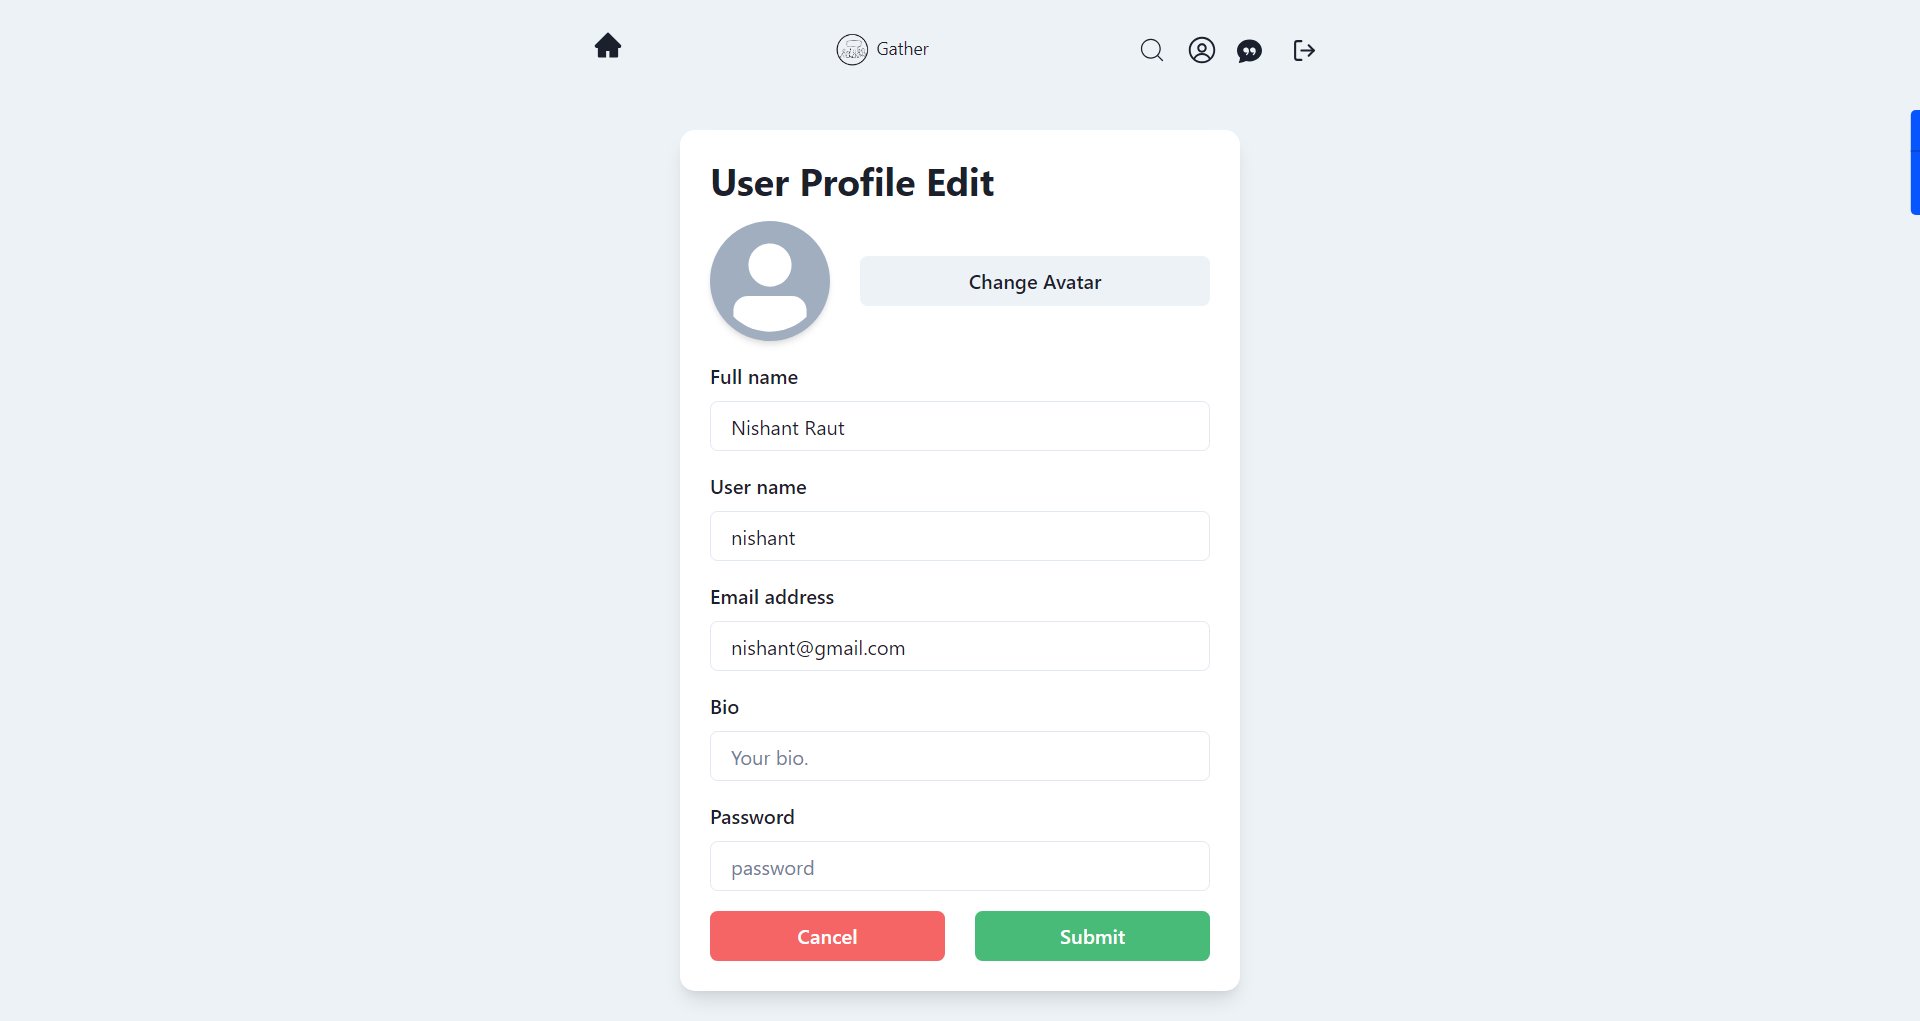 Gather
User Profile Edit
Change Avatar
Full name
Nishant Raut
User name
nishant
Email address
nishant@gmail.com
Bio
Your bio.
Password
password
Cancel
Submit